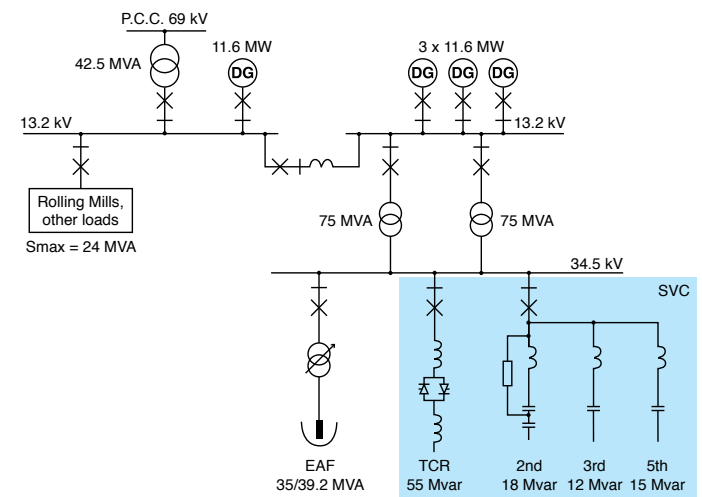 P.C.C. 69 kV
42.5 MVA
11.6 MW
DG
3 x 11.6 MW
DG
DG
DG
13.2 kV
13.2 kV
Rolling Mills,
other loads
Smax = 24 MVA
75 MVA
75 MVA
34.5 kV
SVC
EAF
35/39.2 MVA
TCR
55 Mvar
2nd
18 Mvar
3rd
12 Mvar
5th
15 Mvar